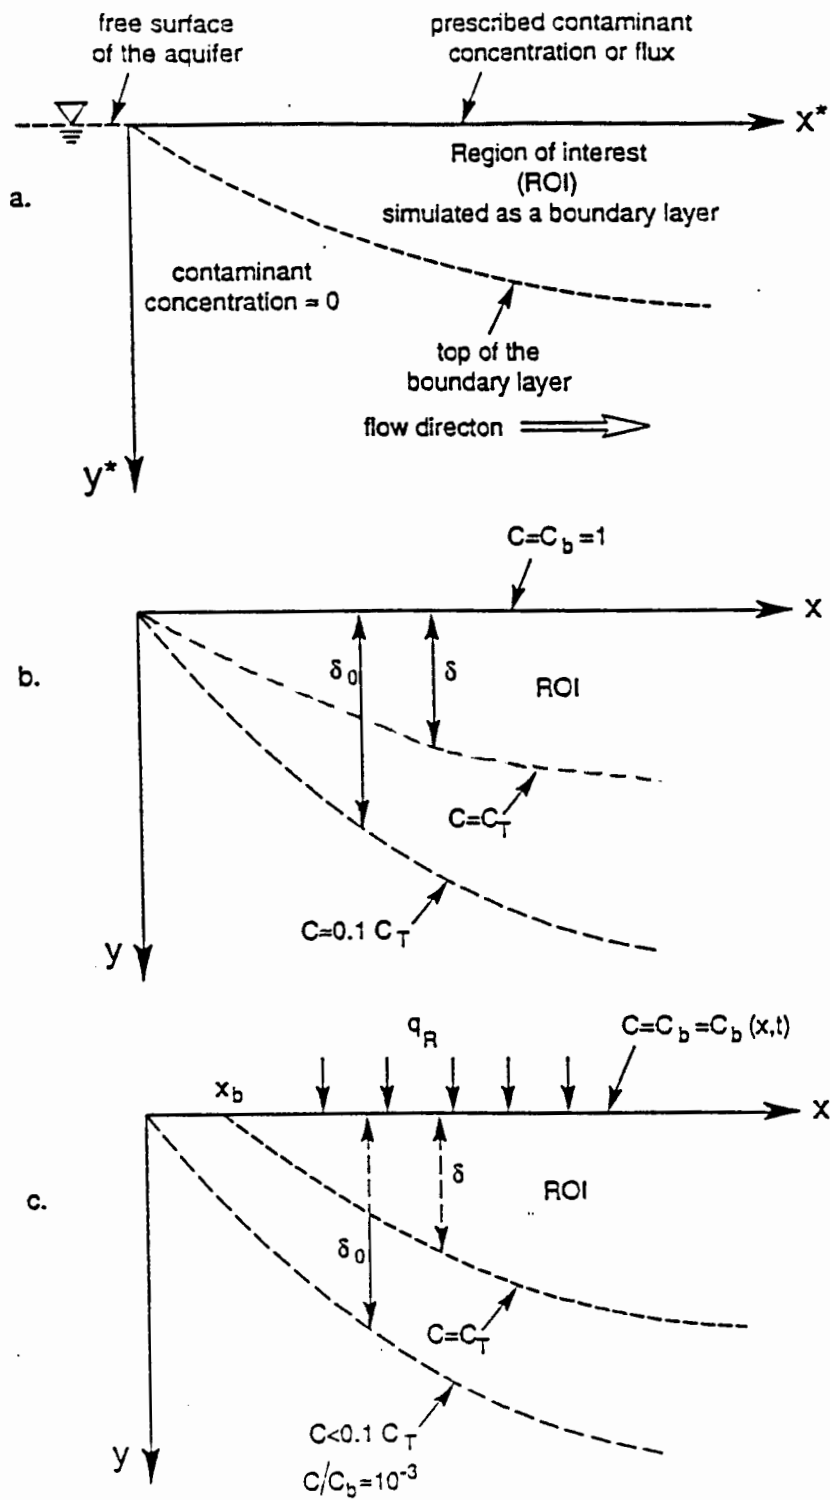 free surface
of the aquifer
prescribed contaminant
concentration or flux
x*
Region of interest
(ROI)
simulated as a boundary layer
a.
contaminant
concentration ≈ 0
top of the
boundary layer
flow directon
y*
C=C_b=1
x
b.
δ_0
δ
ROI
C=C_T
C≈0.1 C_T
y
q_R
C=C_b=C_b(x,t)
x_b
x
c.
δ
ROI
δ_0
C=C_T
C<0.1 C_T
y
C/C_b=10^-3